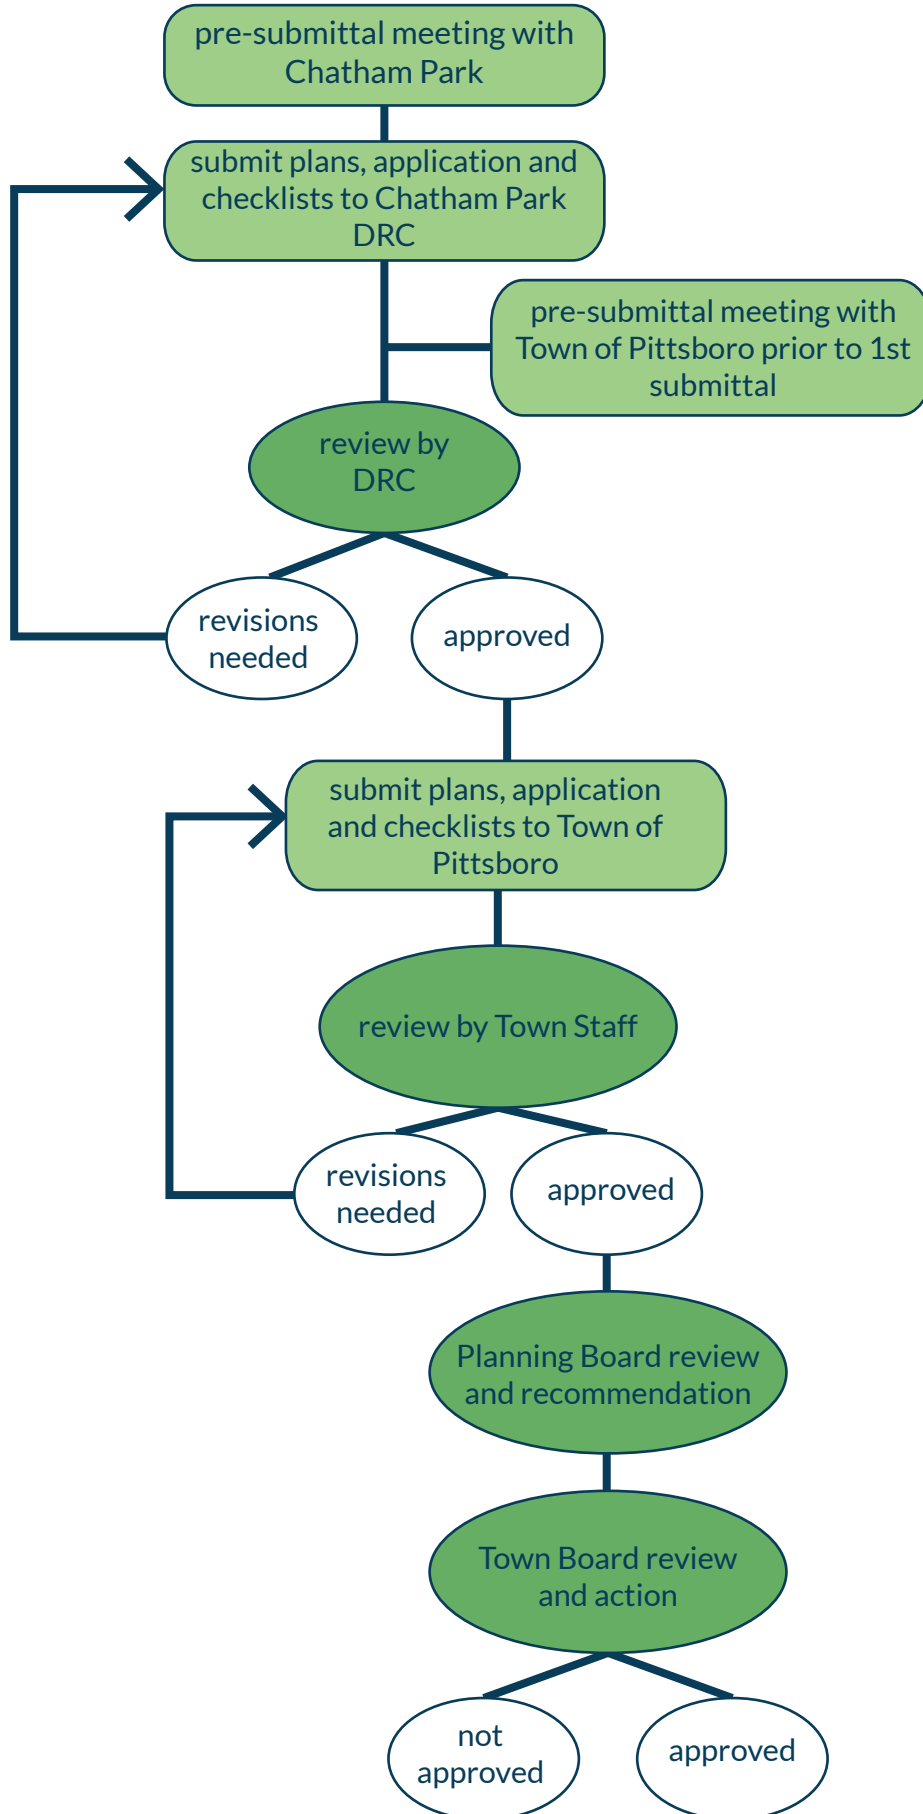 pre-submittal meeting with
Chatham Park
submit plans, application and
checklists to Chatham Park
DRC
pre-submittal meeting with
Town of Pittsboro prior to 1st
submittal
review by
DRC
revisions
needed
approved
submit plans, application
and checklists to Town of
Pittsboro
review by Town Staff
revisions
needed
approved
Planning Board review
and recommendation
Town Board review
and action
not
approved
approved